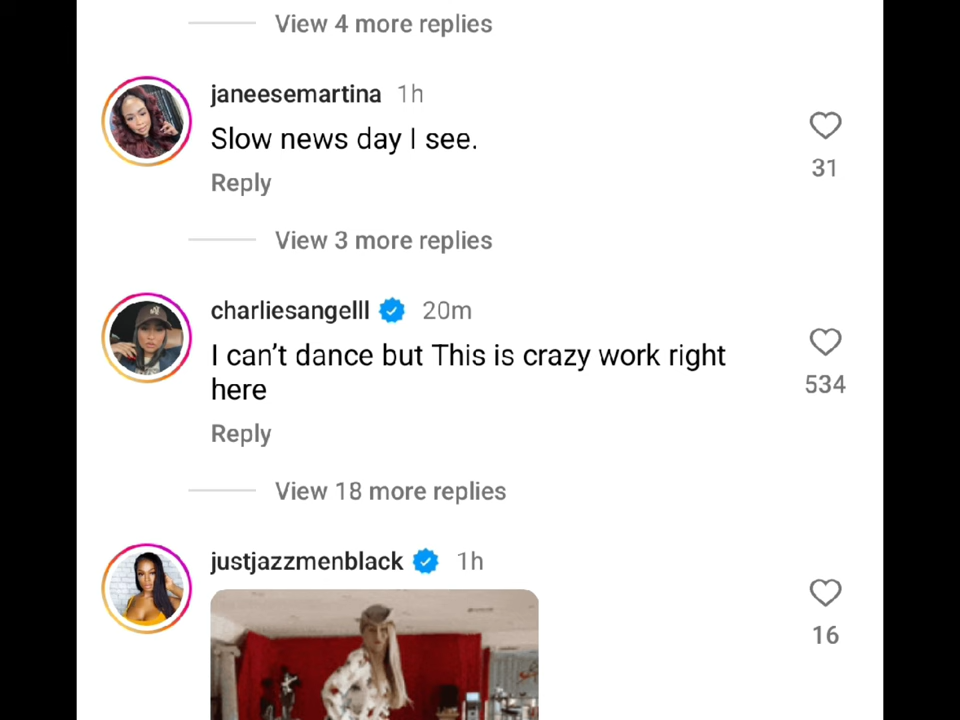 View 4 more replies
janeesemartina 1h
Slow news day I see.
31
Reply
View 3 more replies
charliesangelll 20m
I can't dance but This is crazy work right
here
534
Reply
View 18 more replies
justjazzmenblack 1h
16